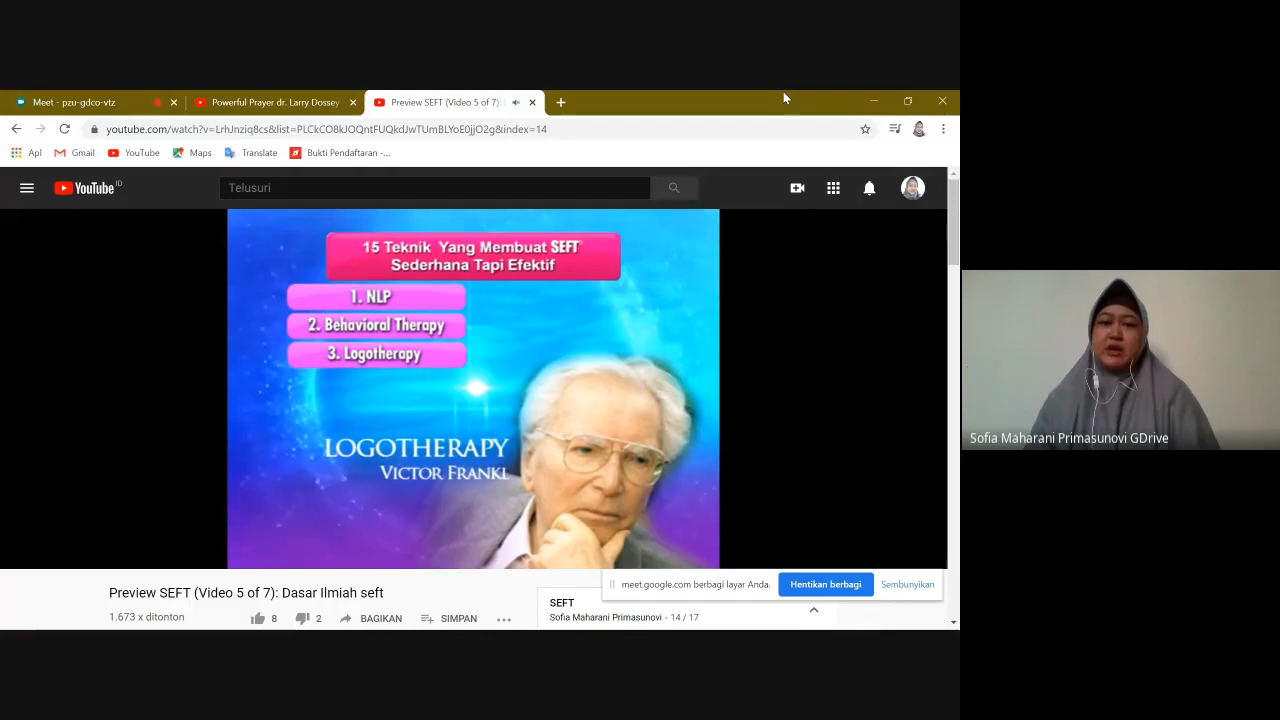 Meet - pzu-gdco-vtz
Powerful Prayer dr. Larry Dossey
Preview SEFT (Video 5 of 7): D
youtube.com/watch?v=LrhJnziq8cs&list=PLCkCO8kJOQntFUQkdJwTUmBLYoE0jjO2g&index=14
Apl Gmail YouTube Maps Translate Bukti Pendaftaran -...
YouTube ID
Telusuri
15 Teknik Yang Membuat SEFT
Sederhana Tapi Efektif
1. NLP
2. Behavioral Therapy
3. Logotherapy
LOGOTHERAPY
VICTOR FRANKL
Sofia Maharani Primasunovi GDrive
meet.google.com berbagi layar Anda.
Hentikan berbagi
Sembunyikan
Preview SEFT (Video 5 of 7): Dasar Ilmiah seft
1.673 x ditonton
8
2
BAGIKAN
SIMPAN
SEFT
Sofia Maharani Primasunovi - 14 / 17